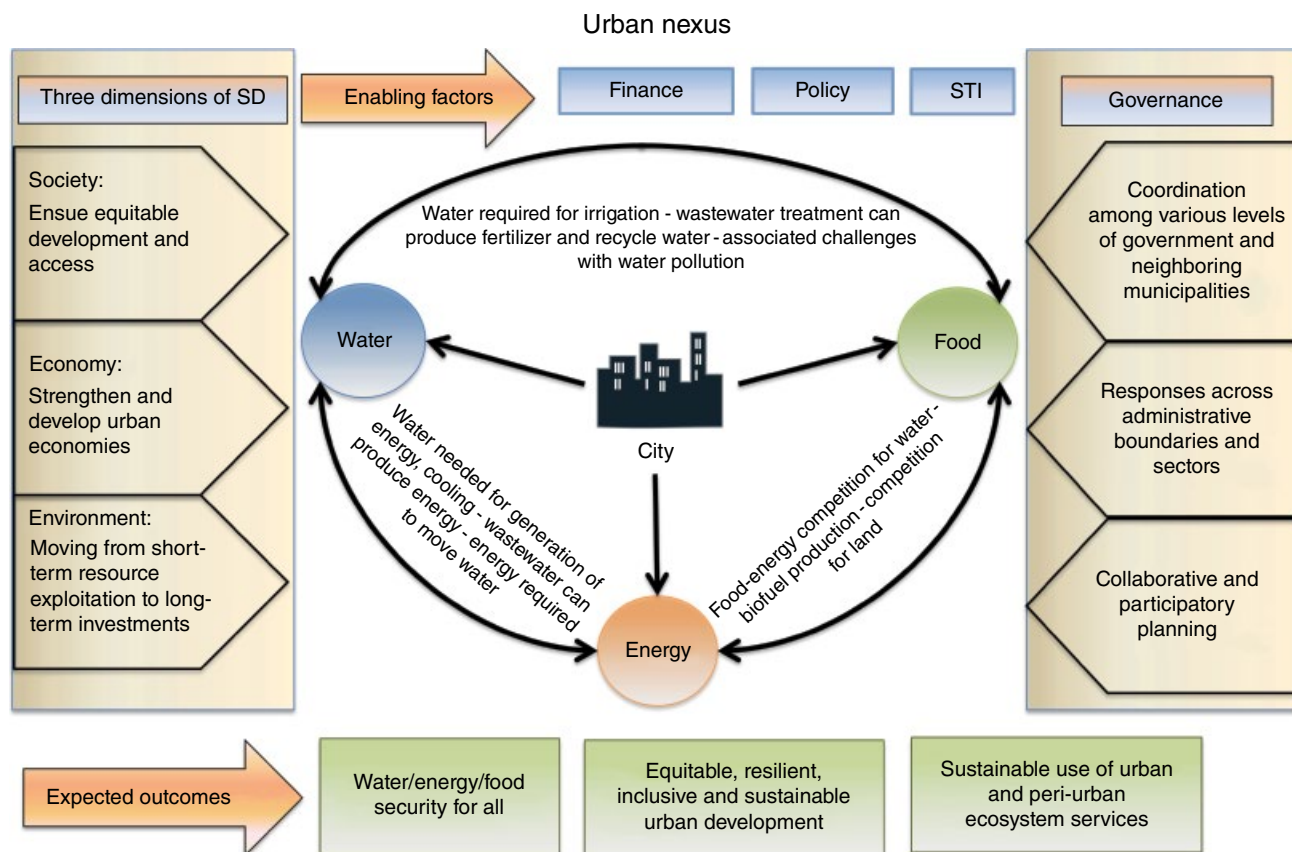 Urban nexus
Three dimensions of SD
Enabling factors
Finance
Policy
STI
Governance
Society:
Ensue equitable
development and
access
Economy:
Strengthen and
develop urban
economies
Environment:
Moving from short-
term resource
exploitation to long-
term investments
Water required for irrigation - wastewater treatment can
produce fertilizer and recycle water - associated challenges
with water pollution
Water
Food
City
Water needed for generation of
energy, cooling - wastewater can
produce energy - energy required
to move water
Food-energy competition for water-
biofuel production - competition
for land
Energy
Coordination
among various levels
of government and
neighboring
municipalities
Responses across
administrative
boundaries and
sectors
Collaborative and
participatory
planning
Expected outcomes
Water/energy/food
security for all
Equitable, resilient,
inclusive and sustainable
urban development
Sustainable use of urban
and peri-urban
ecosystem services